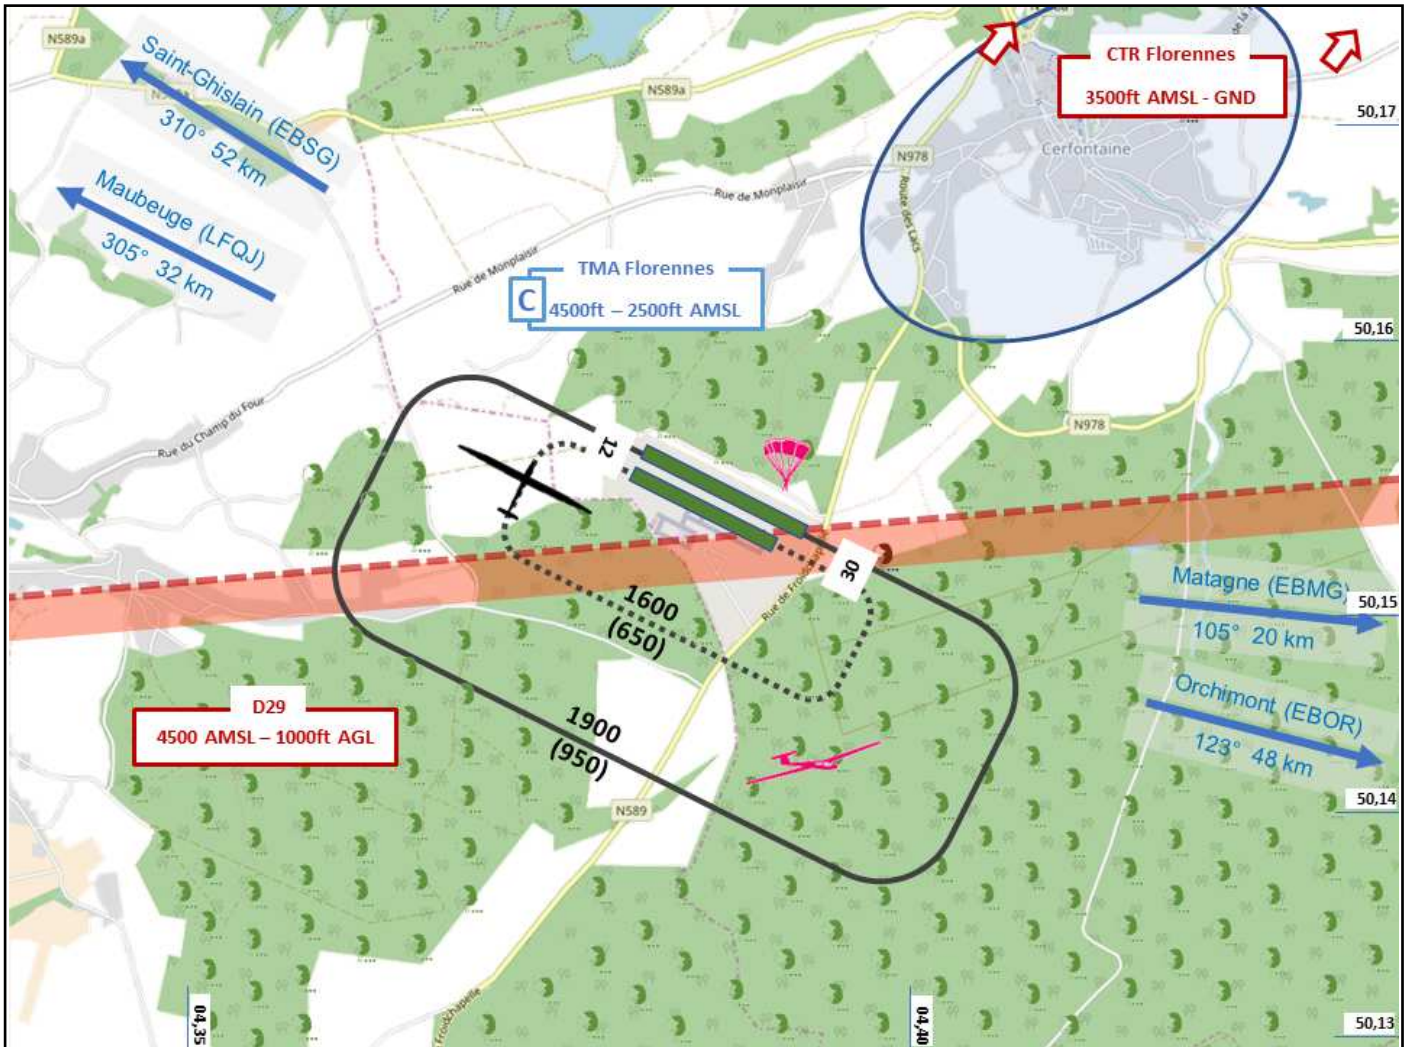 N589a
Saint-Ghislain (EBSG)
310° 52 km
Maubeuge (LFQJ)
305° 32 km
N589a
CTR Florennes
3500ft AMSL - GND
50,17
Cerfontaine
N978
Route des Lacs
Rue de Monplaisir
Rue de Monplaisir
TMA Florennes
C
4500ft – 2500ft AMSL
50,16
Rue du Champ du Four
N978
12
30
Rue de Froidchapelle
1600
(650)
Matagne (EBMG)
50,15
105° 20 km
Orchimont (EBOR)
123° 48 km
D29
4500 AMSL – 1000ft AGL
1900
(950)
N589
50,14
Froidchapelle
04,35
04,40
50,13